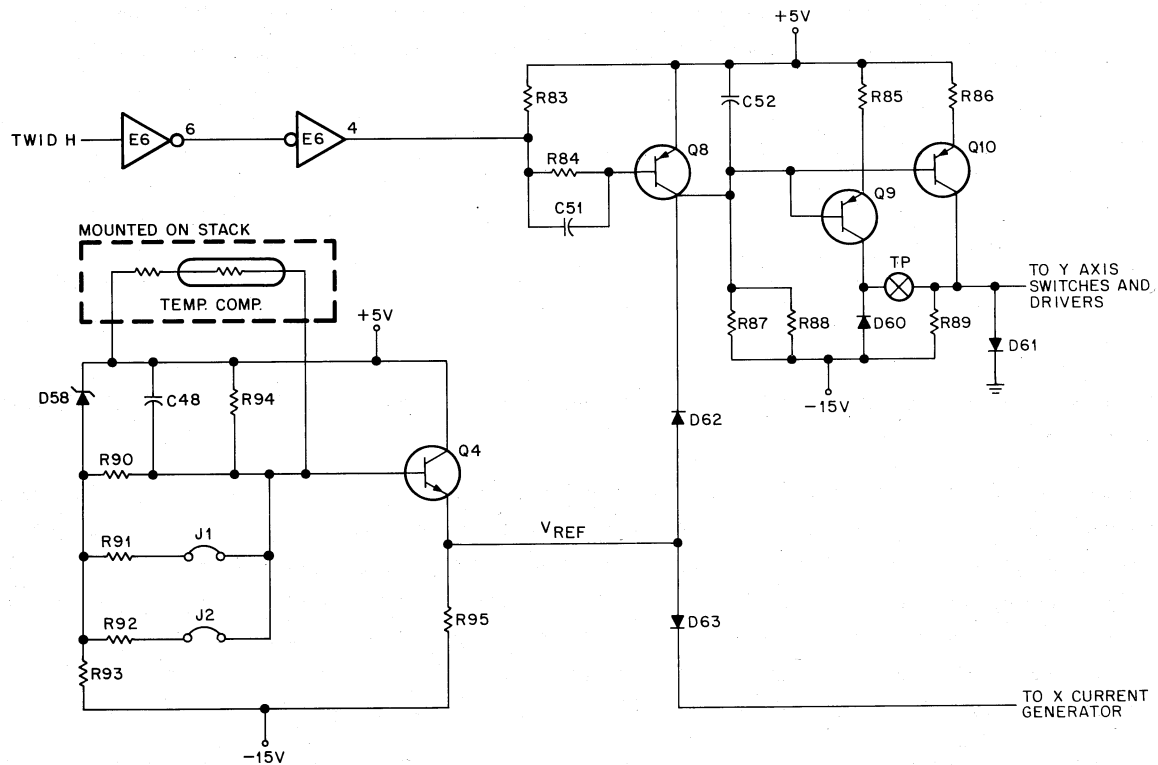 +5V
R83
C52
R85
R86
TWID H
E6
6
E6
4
R84
Q8
Q10
C51
Q9
MOUNTED ON STACK
TEMP. COMP.
TP
TO Y AXIS
SWITCHES AND
DRIVERS
+5V
R87
R88
D60
R89
D61
-15V
D58
C48
R94
D62
R90
Q4
R91
J1
VREF
R92
J2
R95
D63
R93
TO X CURRENT
GENERATOR
-15V